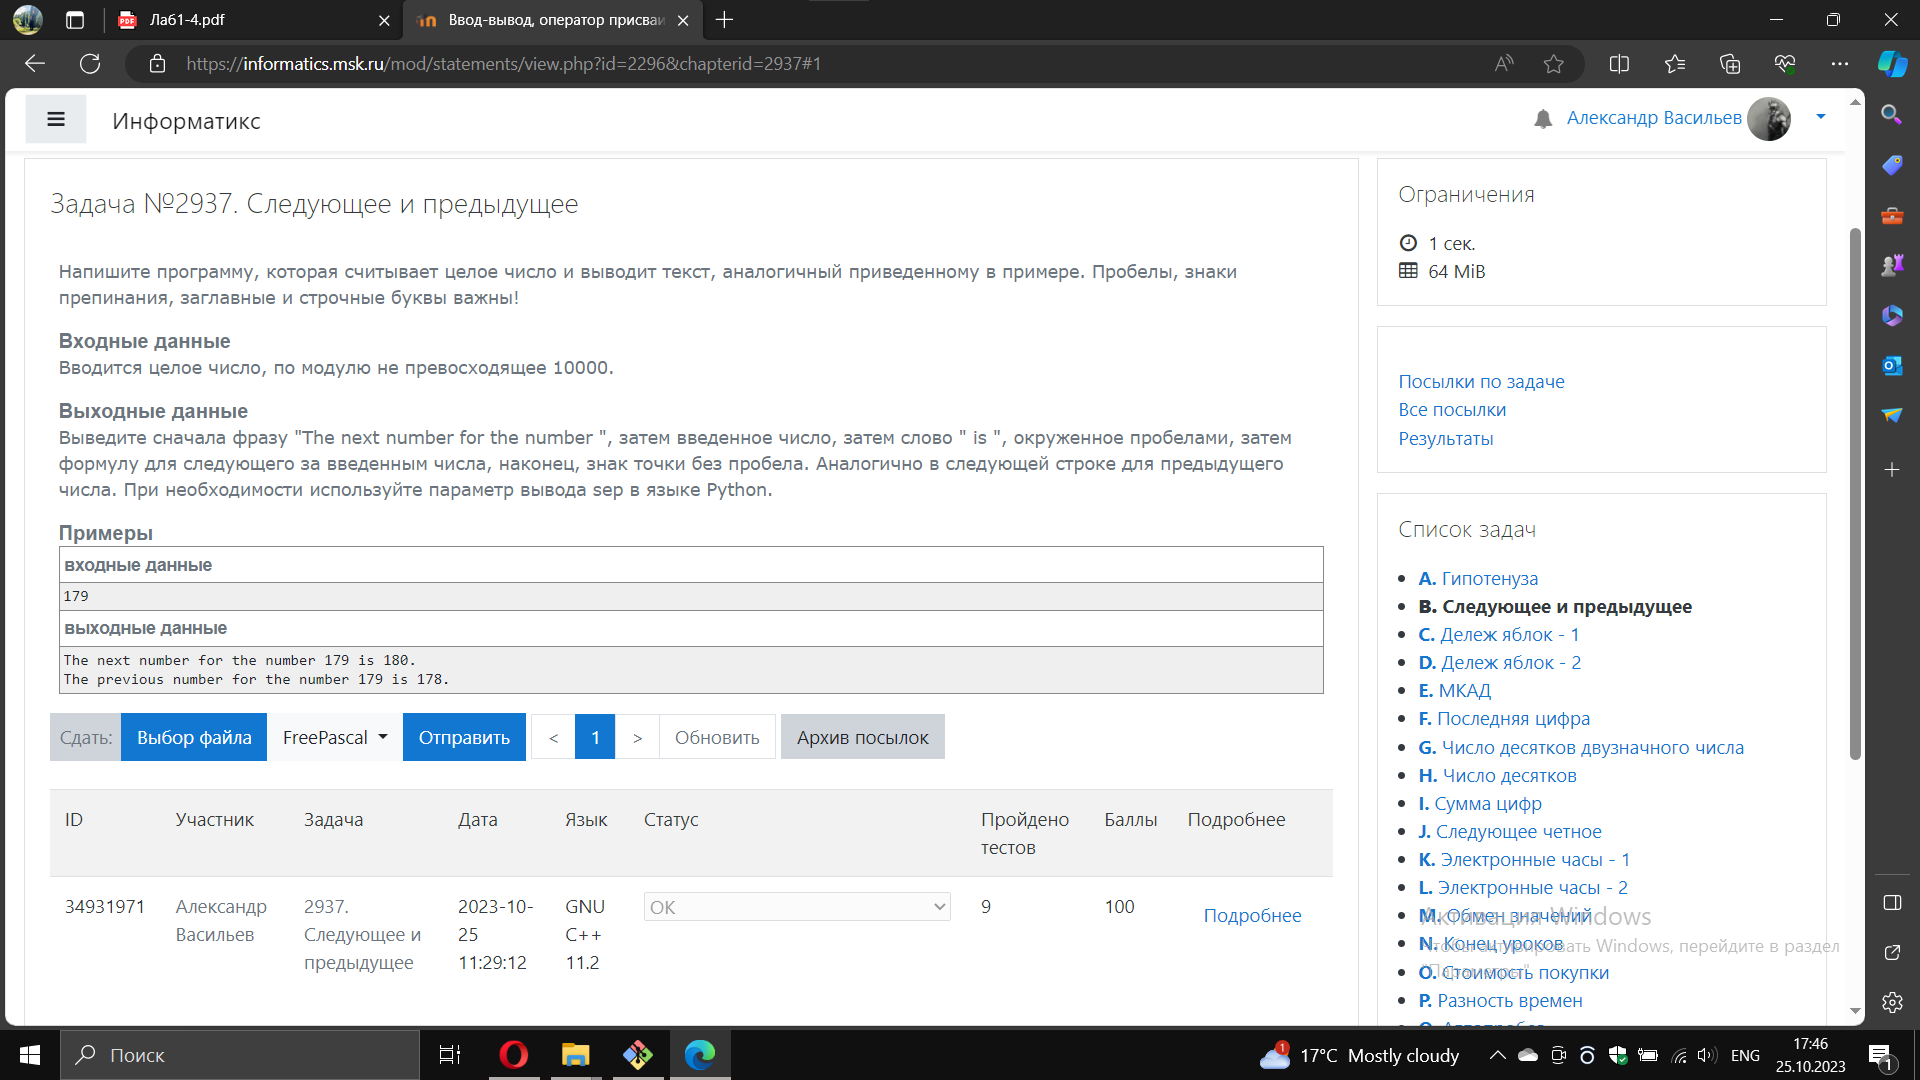 Ла61-4.pdf
Ввод-вывод, оператор присваи
https://informatics.msk.ru/mod/statements/view.php?id=2296&chapterid=2937#1
Информатикс
Александр Васильев
Задача №2937. Следующее и предыдущее
Напишите программу, которая считывает целое число и выводит текст, аналогичный приведенному в примере. Пробелы, знаки
препинания, заглавные и строчные буквы важны!
Входные данные
Вводится целое число, по модулю не превосходящее 10000.
Выходные данные
Выведите сначала фразу "The next number for the number ", затем введенное число, затем слово " is ", окруженное пробелами, затем
формулу для следующего за введенным числа, наконец, знак точки без пробела. Аналогично в следующей строке для предыдущего
числа. При необходимости используйте параметр вывода sep в языке Python.
Примеры
входные данные
179
выходные данные
The next number for the number 179 is 180.
The previous number for the number 179 is 178.
Сдать: Выбор файла FreePascal Отправить < 1 > Обновить Архив посылок
ID Участник Задача Дата Язык Статус Пройдено тестов Баллы Подробнее
34931971 Александр Васильев 2937. Следующее и предыдущее 2023-10-25 11:29:12 GNU C++ 11.2 OK 9 100 Подробнее
Ограничения
1 сек.
64 MiB
Посылки по задаче
Все посылки
Результаты
Список задач
A. Гипотенуза
B. Следующее и предыдущее
C. Дележ яблок - 1
D. Дележ яблок - 2
E. МКАД
F. Последняя цифра
G. Число десятков двузначного числа
H. Число десятков
I. Сумма цифр
J. Следующее четное
K. Электронные часы - 1
L. Электронные часы - 2
M. Обмен значений
N. Конец уроков
O. Стоимость покупки
P. Разность времен
Активация Windows
Чтобы активировать Windows, перейдите в раздел
"Параметры".
Поиск
1
17°C Mostly cloudy
ENG
17:46
25.10.2023
1